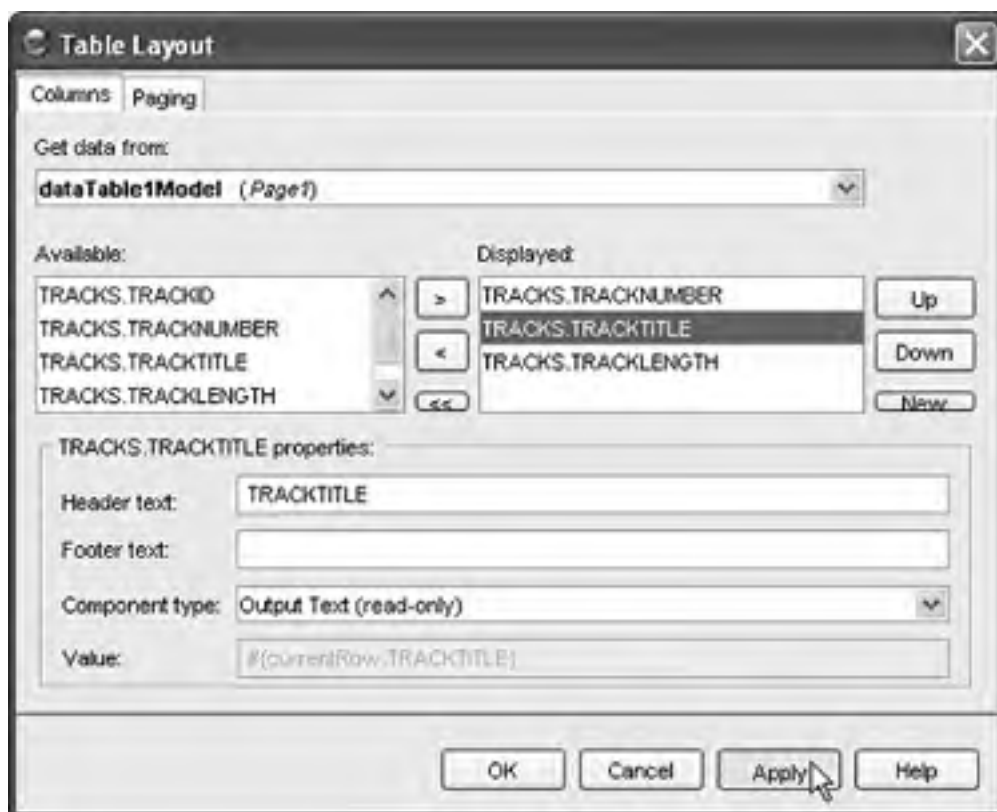 Table Layout
Columns Paging
Get data from:
dataTable1Model (Page1)
Available:
TRACKS.TRACKID
TRACKS.TRACKNUMBER
TRACKS.TRACKTITLE
TRACKS.TRACKLENGTH
>
<
<<
Displayed:
TRACKS.TRACKNUMBER
TRACKS.TRACKTITLE
TRACKS.TRACKLENGTH
Up
Down
New
TRACKS.TRACKTITLE properties:
Header text: TRACKTITLE
Footer text:
Component type: Output Text (read-only)
Value: #{currentRow.TRACKTITLE}
OK Cancel Apply Help